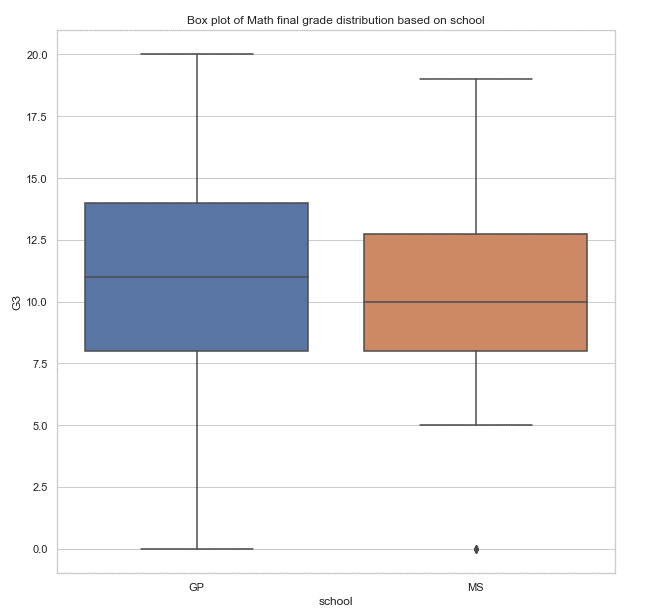 Box plot of Math final grade distribution based on school
20.0
17.5
15.0
12.5
10.0
7.5
5.0
2.5
0.0
G3
GP MS
school